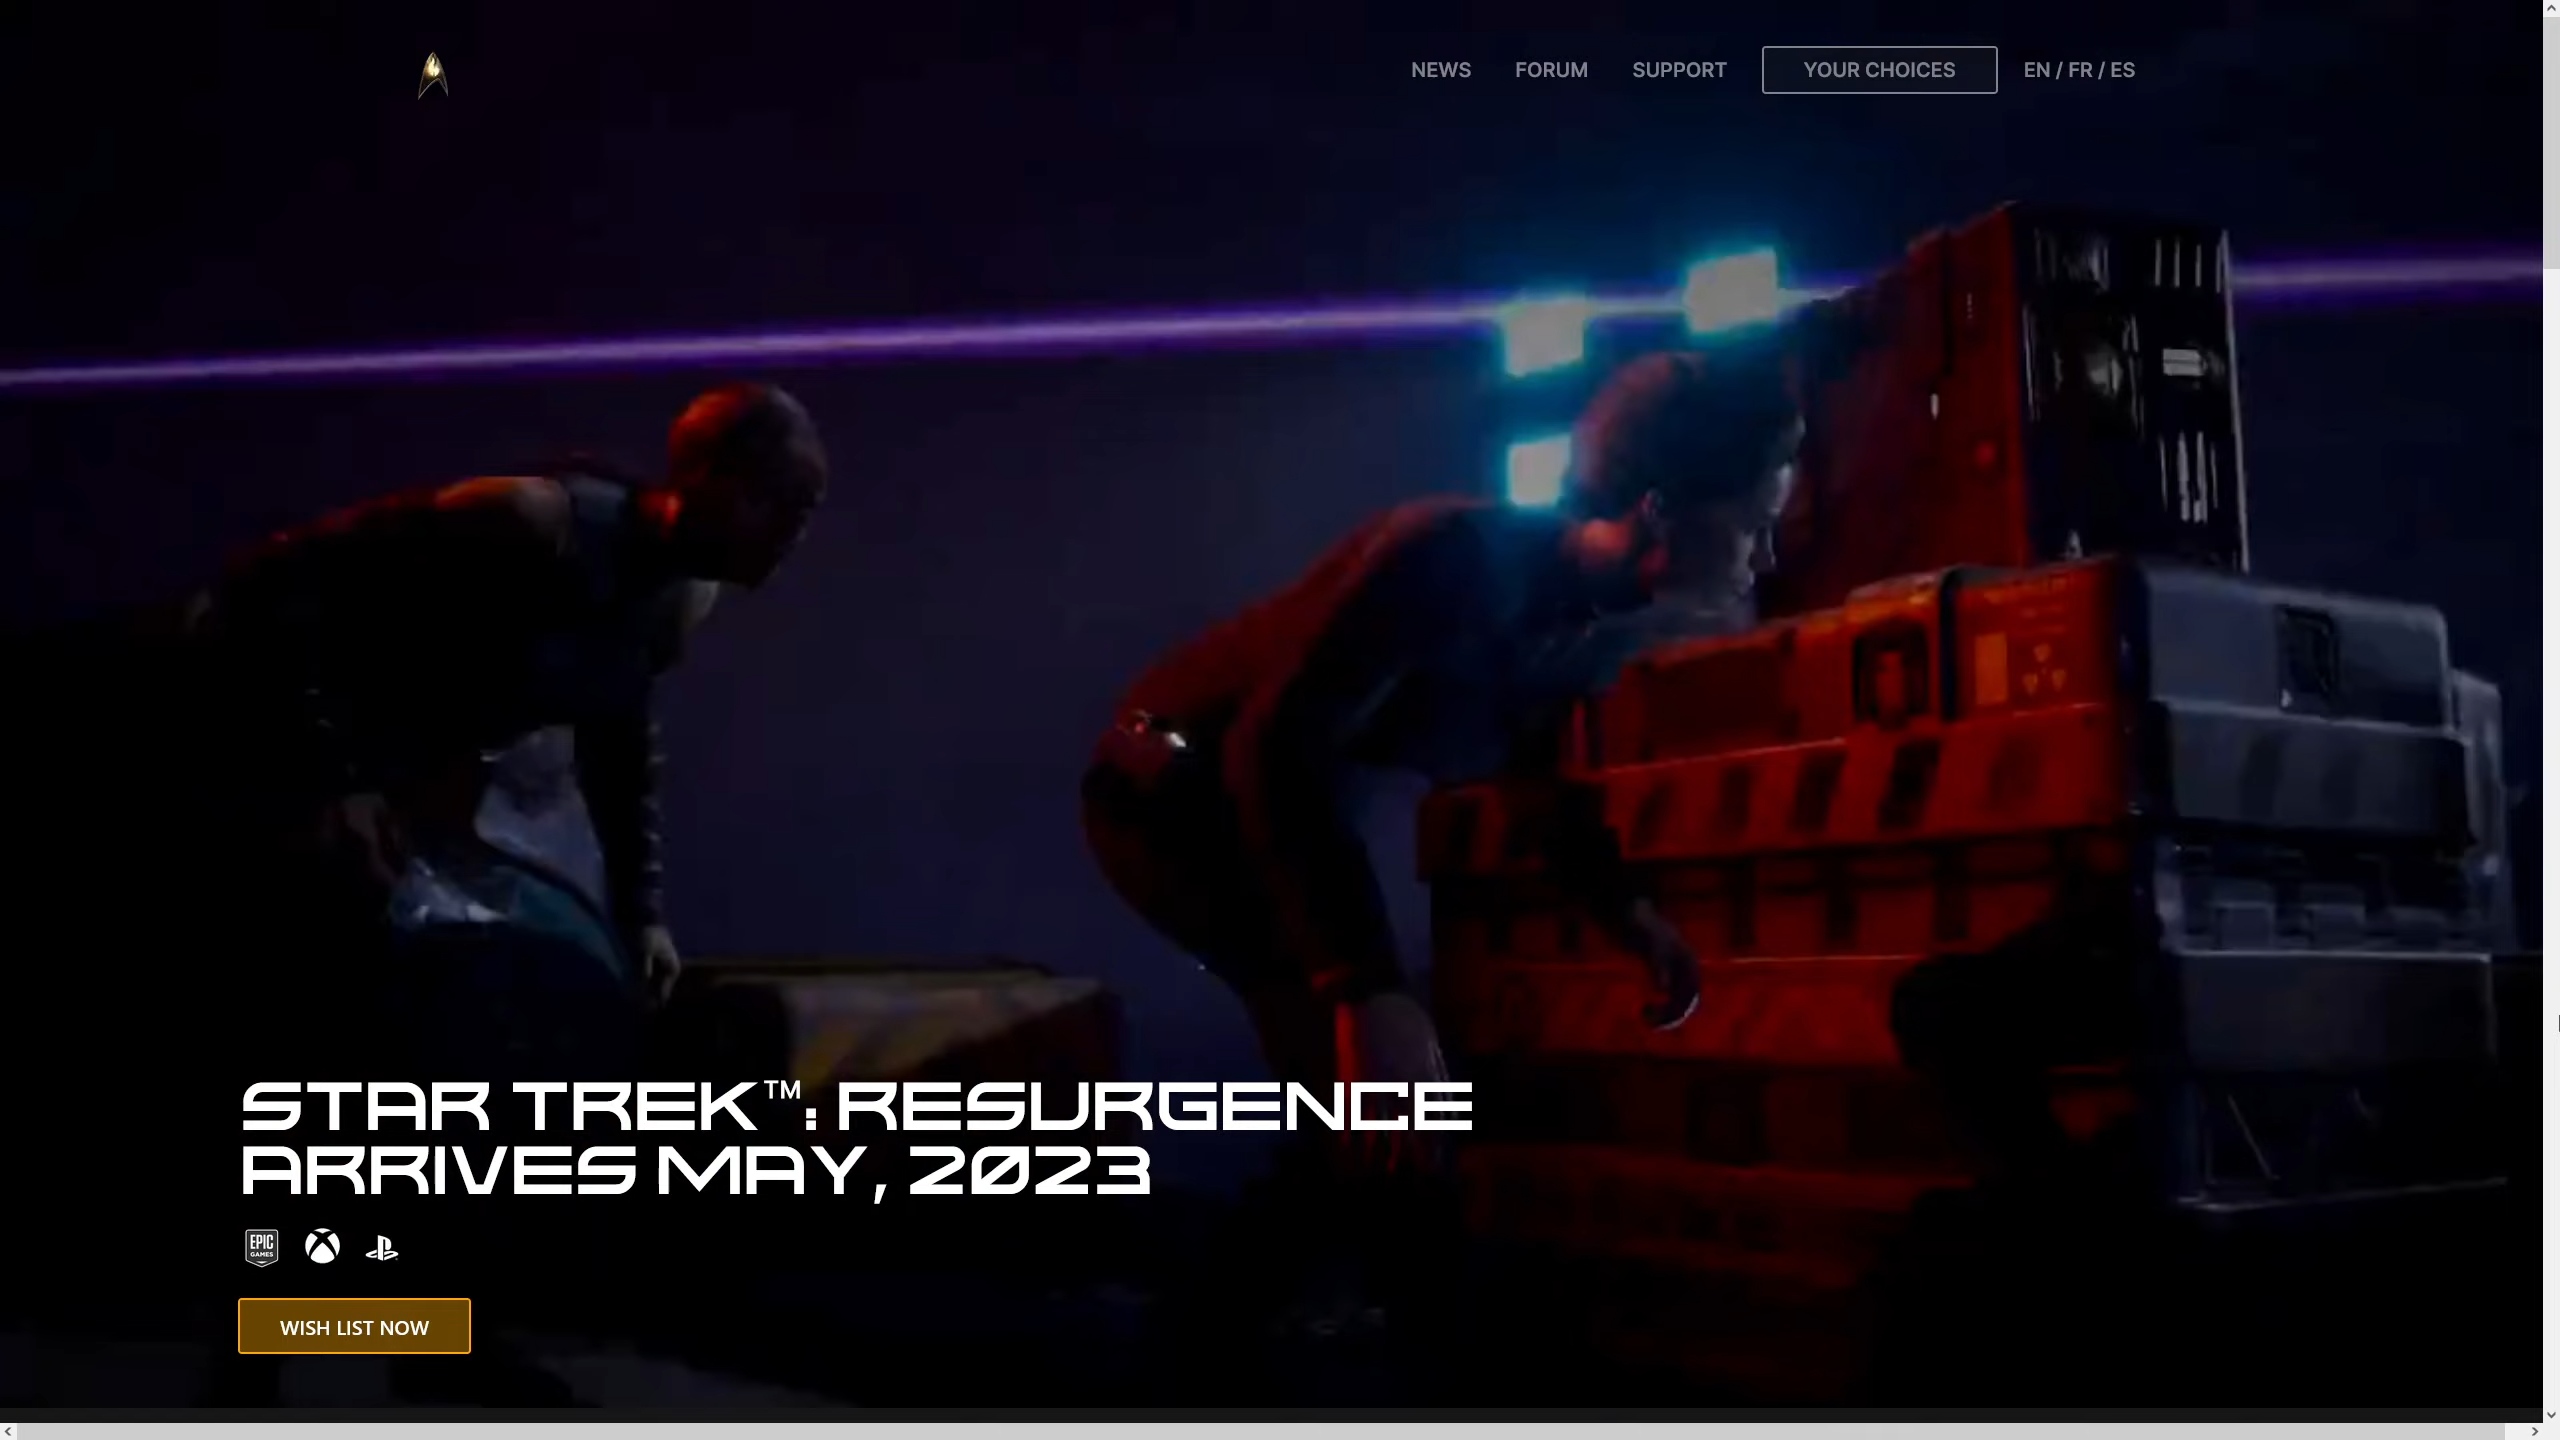 NEWS FORUM SUPPORT YOUR CHOICES EN / FR / ES
STAR TREK™: RESURGENCE
ARRIVES MAY, 2023
EPIC GAMES
WISH LIST NOW